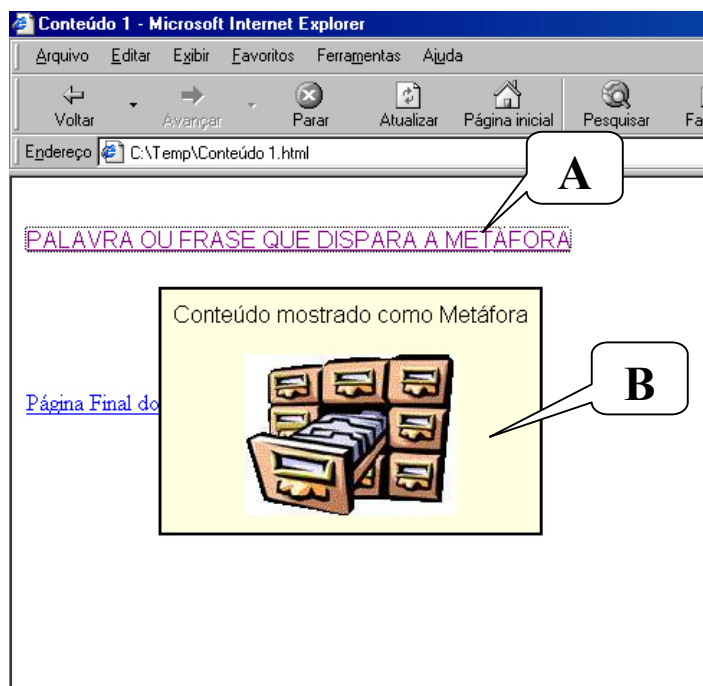 Conteúdo 1 - Microsoft Internet Explorer
Arquivo Editar Exibir Favoritos Ferramentas Ajuda
Voltar Avançar Parar Atualizar Página inicial Pesquisar Fa
Endereço C:\Temp\Conteúdo 1.html
A
PALAVRA OU FRASE QUE DISPARA A METÁFORA
Conteúdo mostrado como Metáfora
B
Página Final do